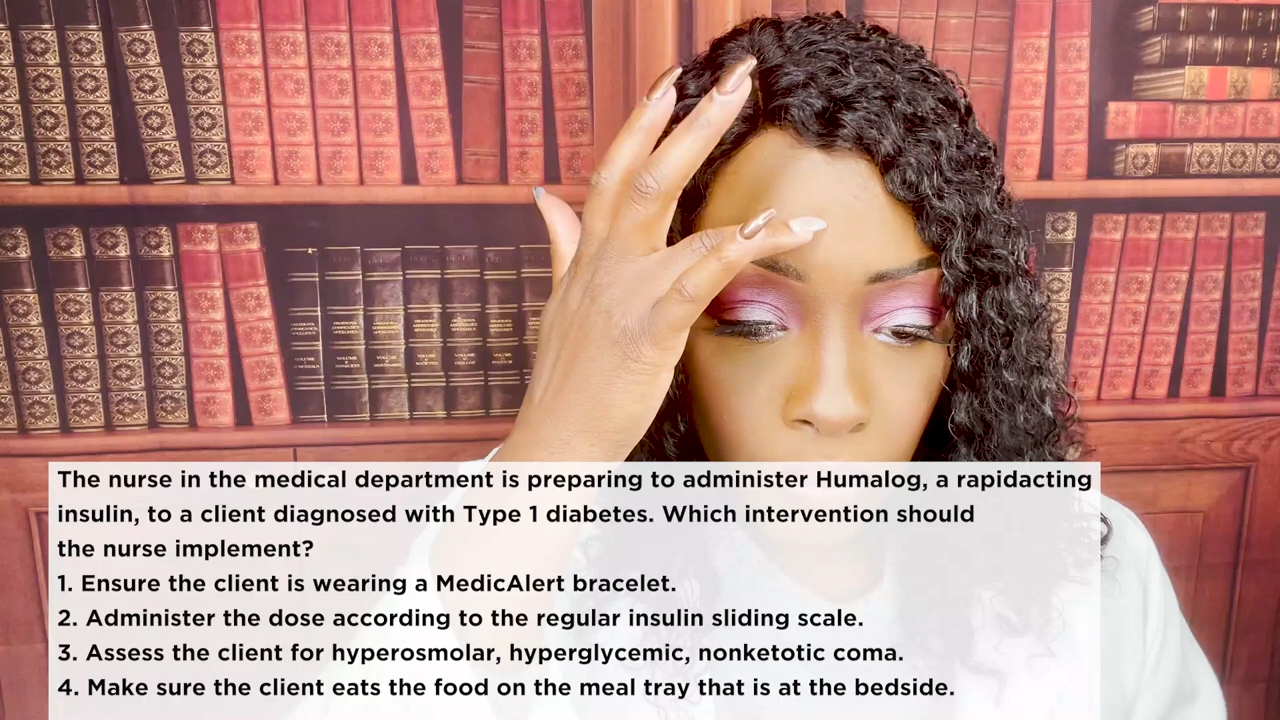 The nurse in the medical department is preparing to administer Humalog, a rapidacting
insulin, to a client diagnosed with Type 1 diabetes. Which intervention should
the nurse implement?
1. Ensure the client is wearing a MedicAlert bracelet.
2. Administer the dose according to the regular insulin sliding scale.
3. Assess the client for hyperosmolar, hyperglycemic, nonketotic coma.
4. Make sure the client eats the food on the meal tray that is at the bedside.